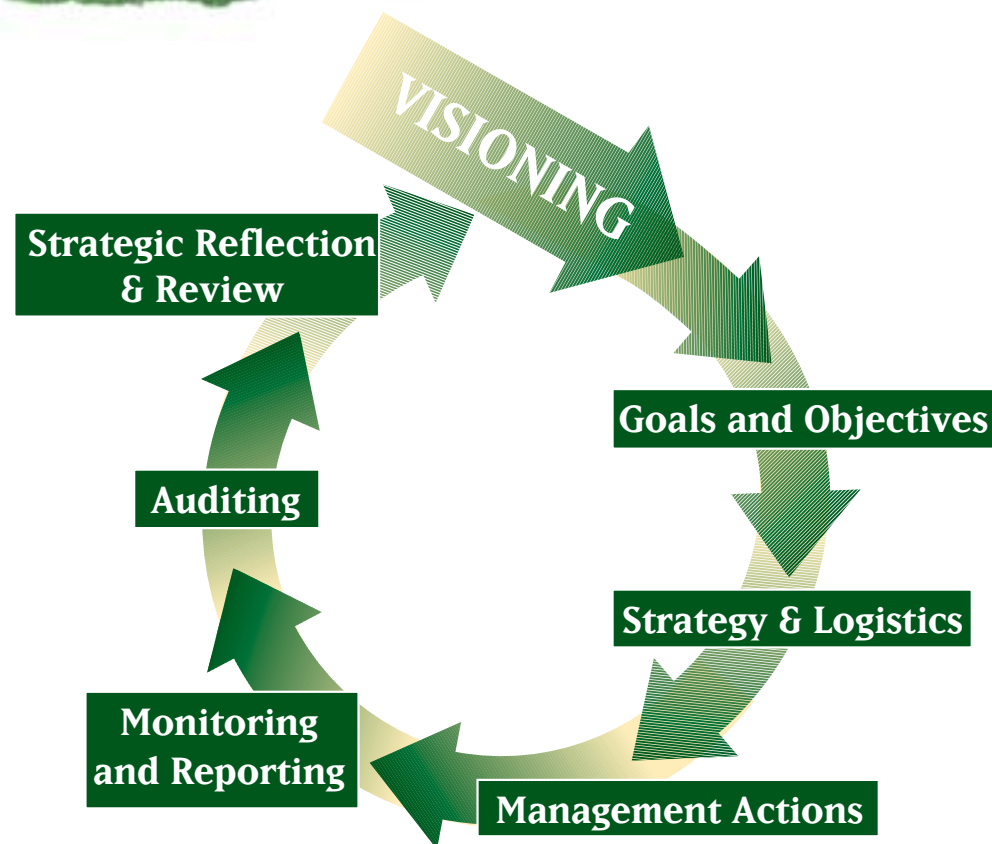 VISIONING
Goals and Objectives
Strategy & Logistics
Management Actions
Monitoring
and Reporting
Auditing
Strategic Reflection
& Review